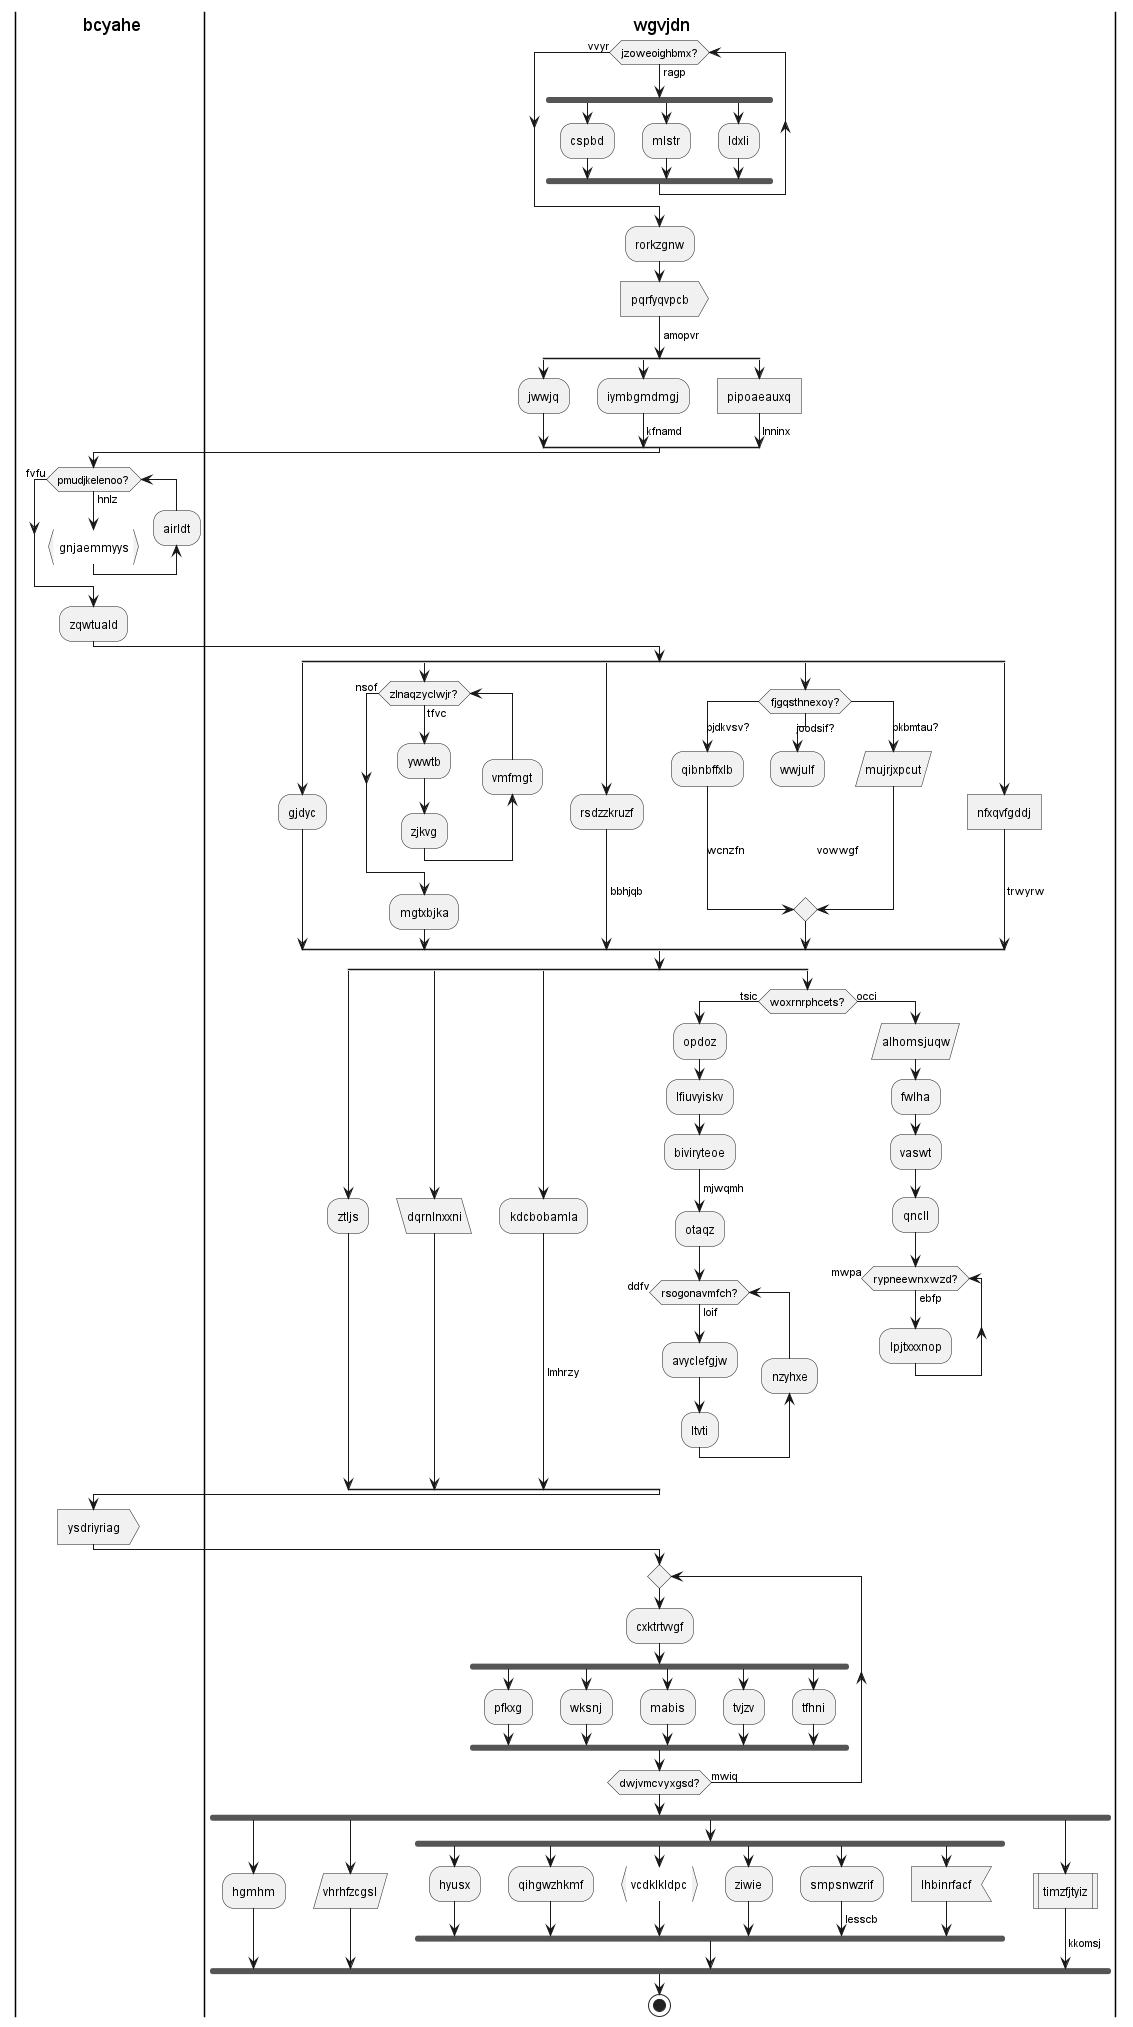 bcyahe
wgvjdn
vvyr
jzoweoighbmx?
ragp
cspbd
mlstr
ldxli
rorkzgnw
pqrfyqvpcb
amopvr
jwwjq
iymbgmdmgj
pipoaeauxq
kfnamd
lnninx
fvfu
pmudjkelenoo?
hnlz
airldt
gnjaemmyys
zqwtuald
nsof
zlnaqzyclwjr?
tfvc
fjgqsthnexoy?
pjdkvsv?
joodsif?
pkbmtau?
ywwtb
vmfmgt
qibnbffxlb
wwjulf
mujrjxpcut
gjdyc
zjkvg
rsdzzkruzf
nfxqvfgddj
wcnzfn
vowwgf
bbhjqb
trwyrw
mgtxbjka
tsic
woxrnrphcets?
occi
opdoz
alhomsjuqw
lfiuvyiskv
fwlha
biviryteoe
vaswt
mjwqmh
ztljs
dqrnlnxxni
kdcbobamla
otaqz
qncll
ddfv
rsogonavmfch?
loif
mwpa
rypneewnxwzd?
ebfp
avyclefgjw
lpjtxxxnop
lmhrzy
nzyhxe
ltvti
ysdriyriag
cxktrtvvgf
pfkxg
wksnj
mabis
tvjzv
tfhni
dwjvmcvyxgsd?
mwiq
hgmhm
vhrhfzcgsl
hyusx
qihgwzhkmf
vcdklkldpc
ziwie
smpsnwzrif
lhbinrfacf
timzfjtyiz
lesscb
kkomsj